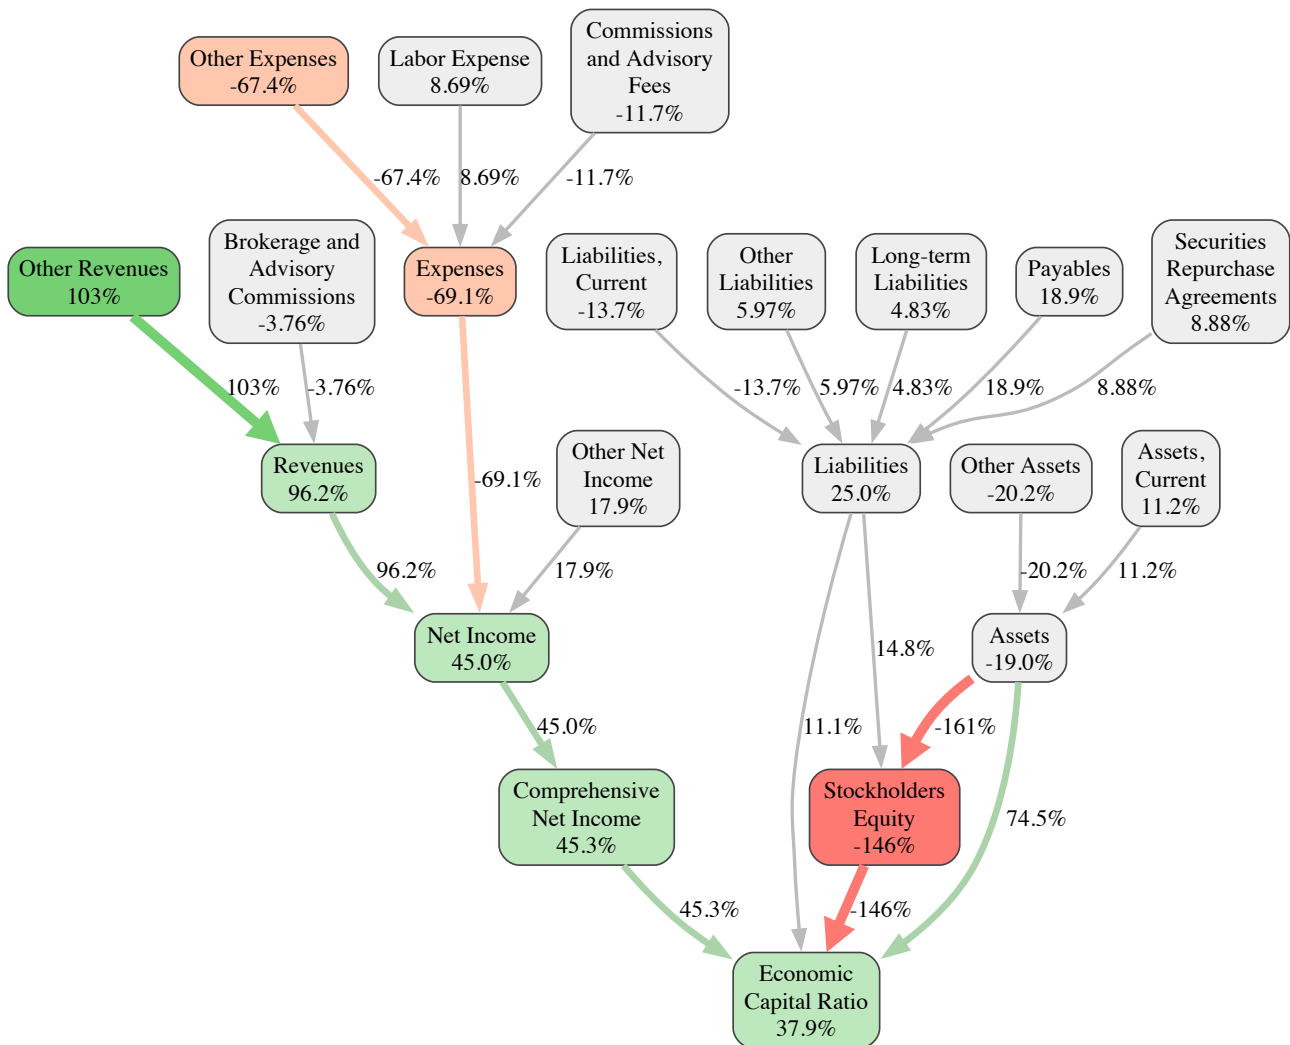 Other Expenses
-67.4%
Labor Expense
8.69%
Commissions
and Advisory
Fees
-11.7%
-67.4%
8.69%
-11.7%
Other Revenues
103%
Brokerage and
Advisory
Commissions
-3.76%
Expenses
-69.1%
Liabilities,
Current
-13.7%
Other
Liabilities
5.97%
Long-term
Liabilities
4.83%
Payables
18.9%
Securities
Repurchase
Agreements
8.88%
103%
-3.76%
-13.7%
5.97%
4.83%
18.9%
8.88%
Revenues
96.2%
-69.1%
Other Net
Income
17.9%
Liabilities
25.0%
Other Assets
-20.2%
Assets,
Current
11.2%
96.2%
17.9%
-20.2%
11.2%
Net Income
45.0%
14.8%
Assets
-19.0%
45.0%
11.1%
-161%
Comprehensive
Net Income
45.3%
Stockholders
Equity
-146%
74.5%
45.3%
-146%
Economic
Capital Ratio
37.9%